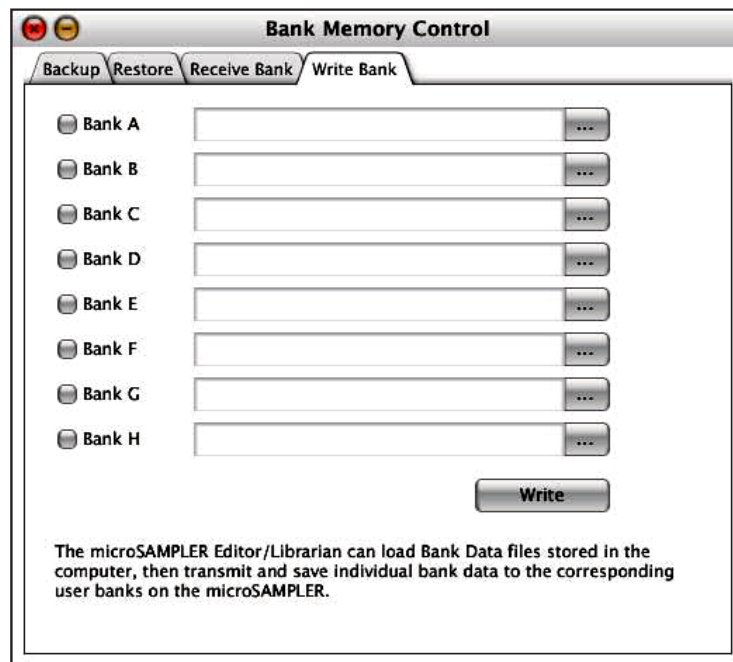 Bank Memory Control
Backup Restore Receive Bank Write Bank
Bank A ...
Bank B ...
Bank C ...
Bank D ...
Bank E ...
Bank F ...
Bank G ...
Bank H ...
Write
The microSAMPLER Editor/Librarian can load Bank Data files stored in the
computer, then transmit and save individual bank data to the corresponding
user banks on the microSAMPLER.